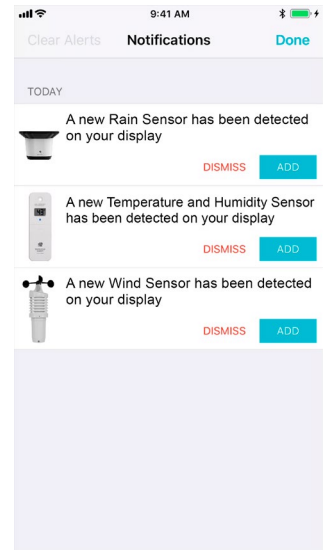 9:41 AM
Clear Alerts Notifications Done
TODAY
A new Rain Sensor has been detected
on your display
DISMISS ADD
A new Temperature and Humidity Sensor
has been detected on your display
DISMISS ADD
A new Wind Sensor has been detected
on your display
DISMISS ADD